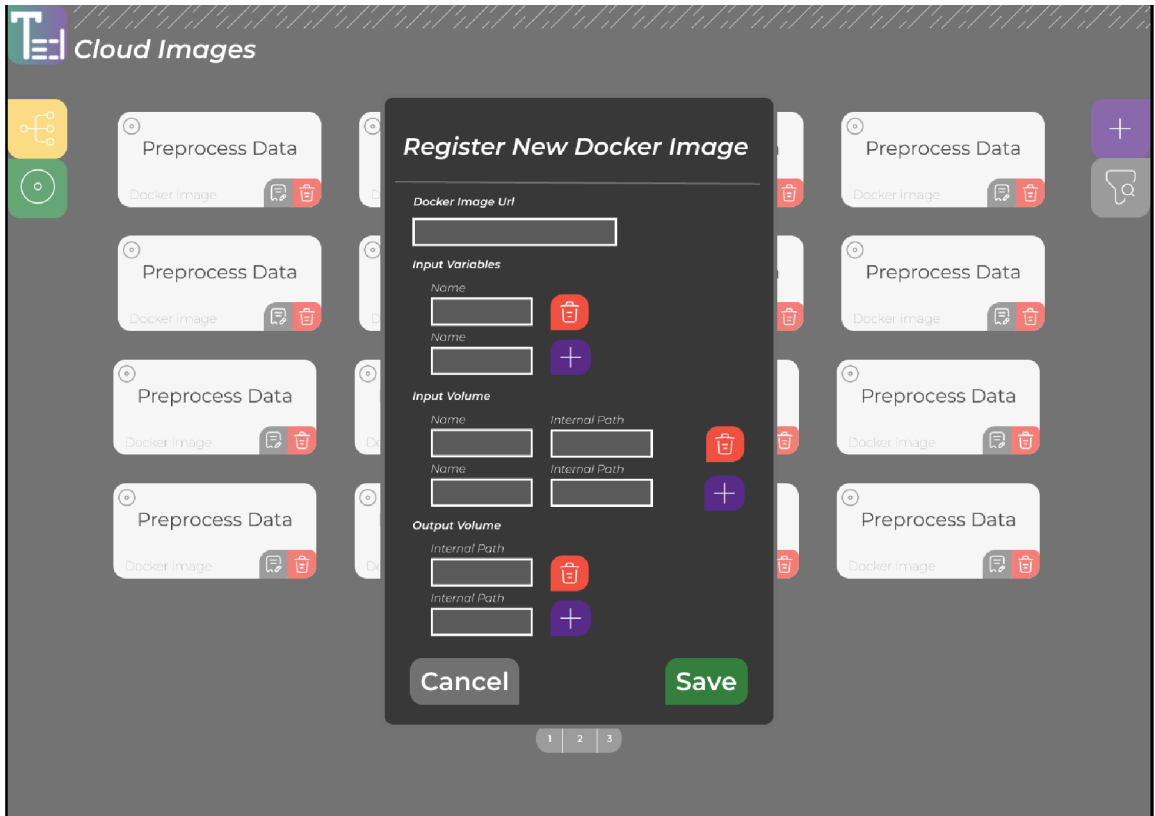 Ted
Cloud Images
Preprocess Data
Docker Image
Preprocess Data
Docker Image
Preprocess Data
Docker Image
Preprocess Data
Docker Image
Register New Docker Image
Docker Image Url
Input Variables
Name
Name
Input Volume
Name Internal Path
Name Internal Path
Output Volume
Internal Path
Internal Path
Cancel Save
Preprocess Data
Docker Image
Preprocess Data
Docker Image
Preprocess Data
Docker Image
Preprocess Data
Docker Image
1 2 3